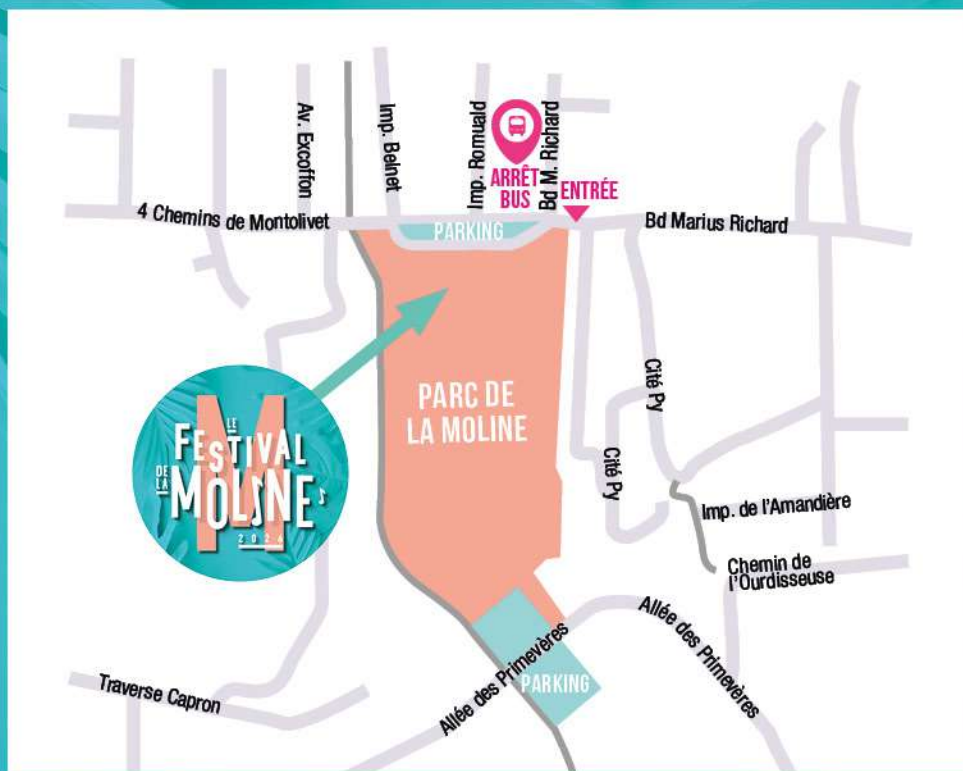 Av. Excoffon
Imp. Belnet
Imp. Romuald
Bd M. Richard
ARRÊT
BUS
ENTRÉE
4 Chemins de Montolivet
PARKING
Bd Marius Richard
PARC DE
LA MOLINE
LE
FESTIVAL
DE LA
MOLINE
2026
Cité Py
Cité Py
Imp. de l'Amandière
Chemin de
l'Ourdisseuse
Allée des Primevères
Allée des Primevères
PARKING
Traverse Capron